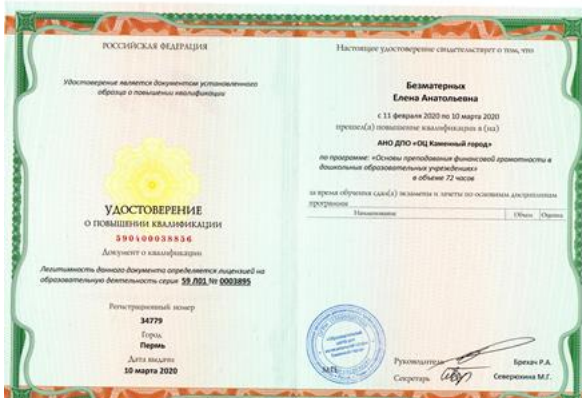 РОССИЙСКАЯ ФЕДЕРАЦИЯ
Удостоверение является документом установленного
образца о повышении квалификации
УДОСТОВЕРЕНИЕ
О ПОВЫШЕНИИ КВАЛИФИКАЦИИ
590400038856
Документ о квалификации
Легитимность данного документа определяется лицензией на
образовательную деятельность серия 59 Л01 № 0003895
Регистрационный номер
34779
Город
Пермь
Дата выдачи
10 марта 2020
Настоящее удостоверение свидетельствует о том, что
Безматерных
Елена Анатольевна
с 11 февраля 2020 по 10 марта 2020
прошел(а) повышение квалификации в (на)
АНО ДПО «ОЦ Каменный город»
по программе: «Основы преподавания финансовой грамотности в
дошкольных образовательных учреждениях»
в объеме 72 часов
за время обучения сдал(а) экзамены и зачеты по основным дисциплинам
программы
Наименование Объем Оценка
Руководитель Брехач Р.А.
М.П.
Секретарь Северюхина М.Г.